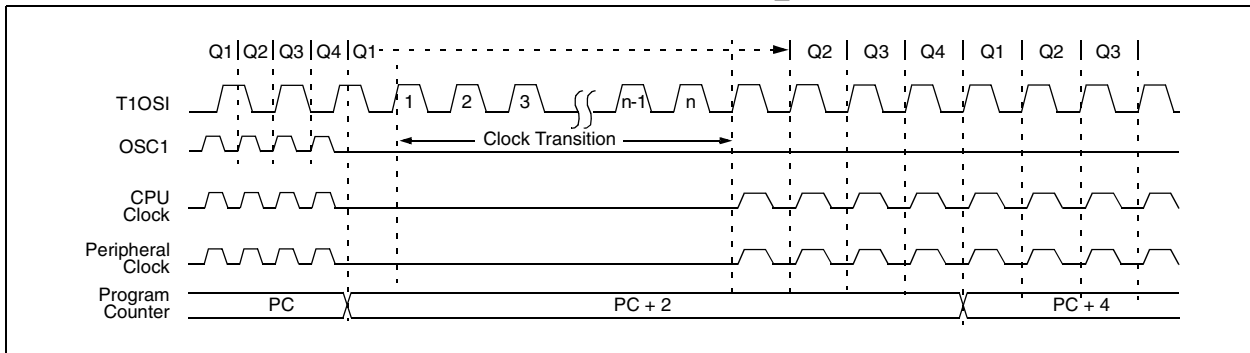 Q1 Q2 Q3 Q4 Q1 Q2 Q3 Q4 Q1 Q2 Q3
T1OSI 1 2 3 n-1 n
Clock Transition
OSC1
CPU
Clock
Peripheral
Clock
Program
Counter
PC PC + 2 PC + 4